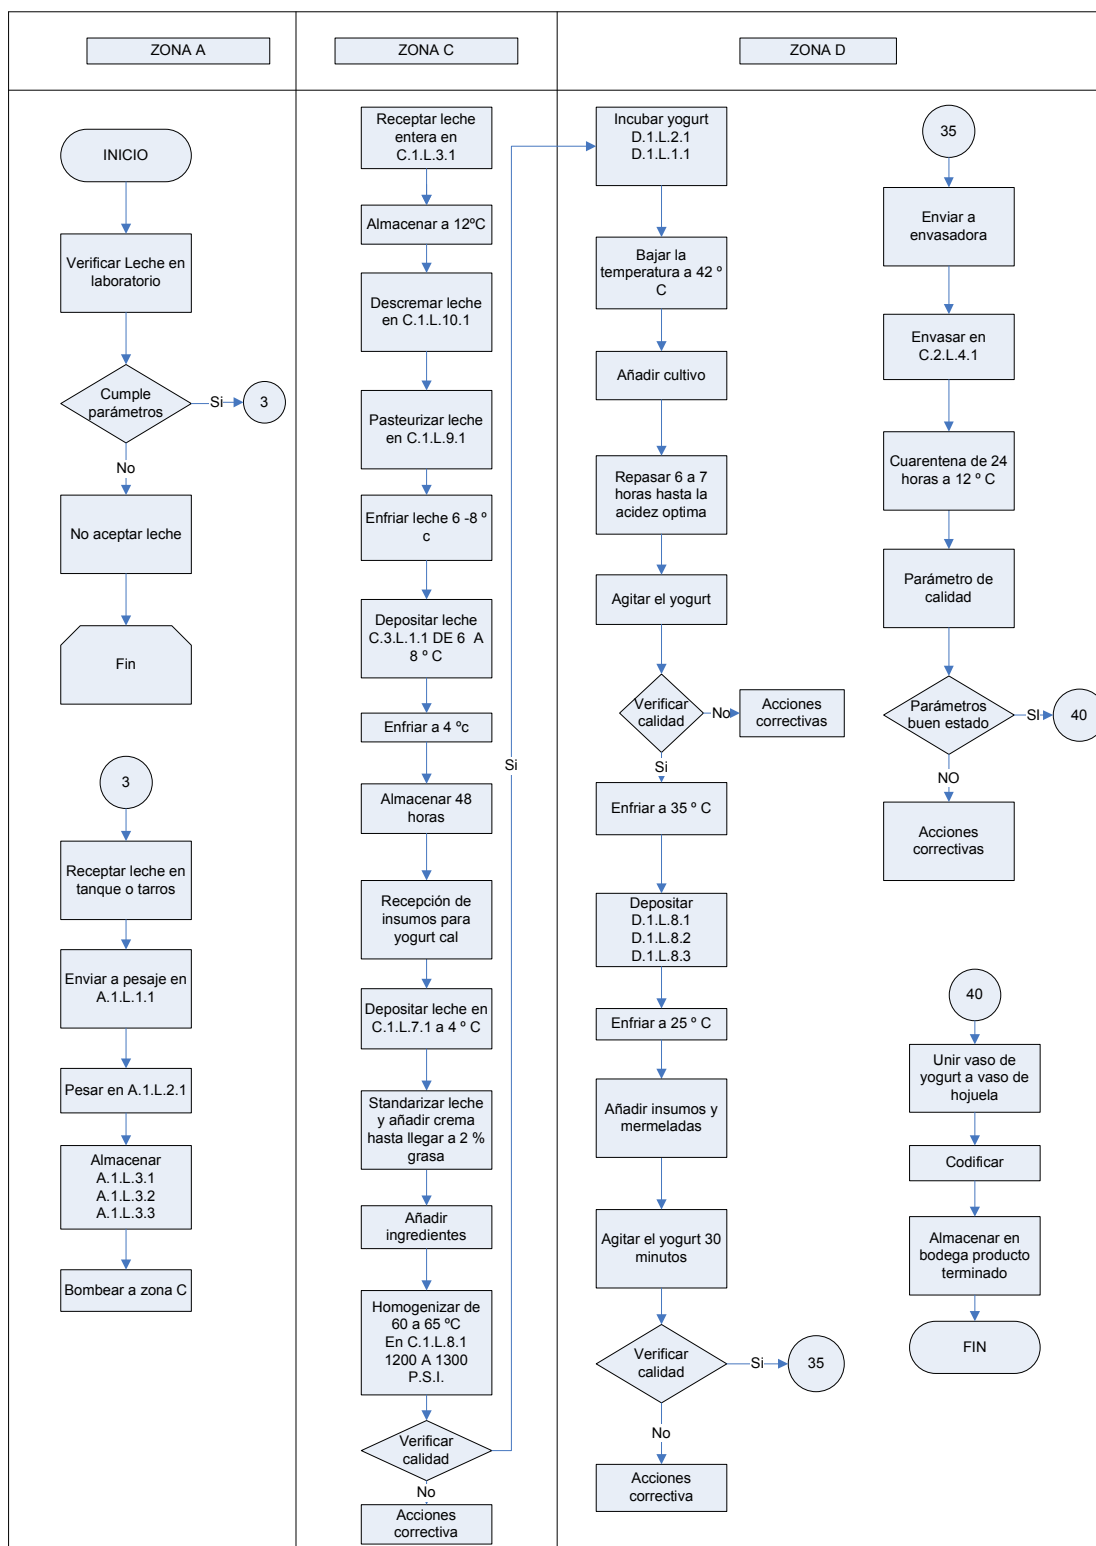 ZONA A
ZONA C
ZONA D
INICIO
Verificar Leche en
laboratorio
Cumple
parámetros
Si
3
No
No aceptar leche
Fin
3
Receptar leche en
tanque o tarros
Enviar a pesaje en
A.1.L.1.1
Pesar en A.1.L.2.1
Almacenar
A.1.L.3.1
A.1.L.3.2
A.1.L.3.3
Bombear a zona C
Receptar leche
entera en
C.1.L.3.1
Almacenar a 12ºC
Descremar leche
en C.1.L.10.1
Pasteurizar leche
en C.1.L.9.1
Enfriar leche 6 -8 º
c
Depositar leche
C.3.L.1.1 DE 6 A
8 º C
Enfriar a 4 ºc
Almacenar 48
horas
Recepción de
insumos para
yogurt cal
Depositar leche en
C.1.L.7.1 a 4 º C
Standarizar leche
y añadir crema
hasta llegar a 2 %
grasa
Añadir
ingredientes
Homogenizar de
60 a 65 ºC
En C.1.L.8.1
1200 A 1300
P.S.I.
Verificar
calidad
Si
No
Acciones
correctiva
Incubar yogurt
D.1.L.2.1
D.1.L.1.1
Bajar la
temperatura a 42 º
C
Añadir cultivo
Repasar 6 a 7
horas hasta la
acidez optima
Agitar el yogurt
Verificar
calidad
No
Acciones
correctivas
Si
Enfriar a 35 º C
Depositar
D.1.L.8.1
D.1.L.8.2
D.1.L.8.3
Enfriar a 25 º C
Añadir insumos y
mermeladas
Agitar el yogurt 30
minutos
Verificar
calidad
Si
35
No
Acciones
correctiva
35
Enviar a
envasadora
Envasar en
C.2.L.4.1
Cuarentena de 24
horas a 12 º C
Parámetro de
calidad
Parámetros
buen estado
SI
40
NO
Acciones
correctivas
40
Unir vaso de
yogurt a vaso de
hojuela
Codificar
Almacenar en
bodega producto
terminado
FIN